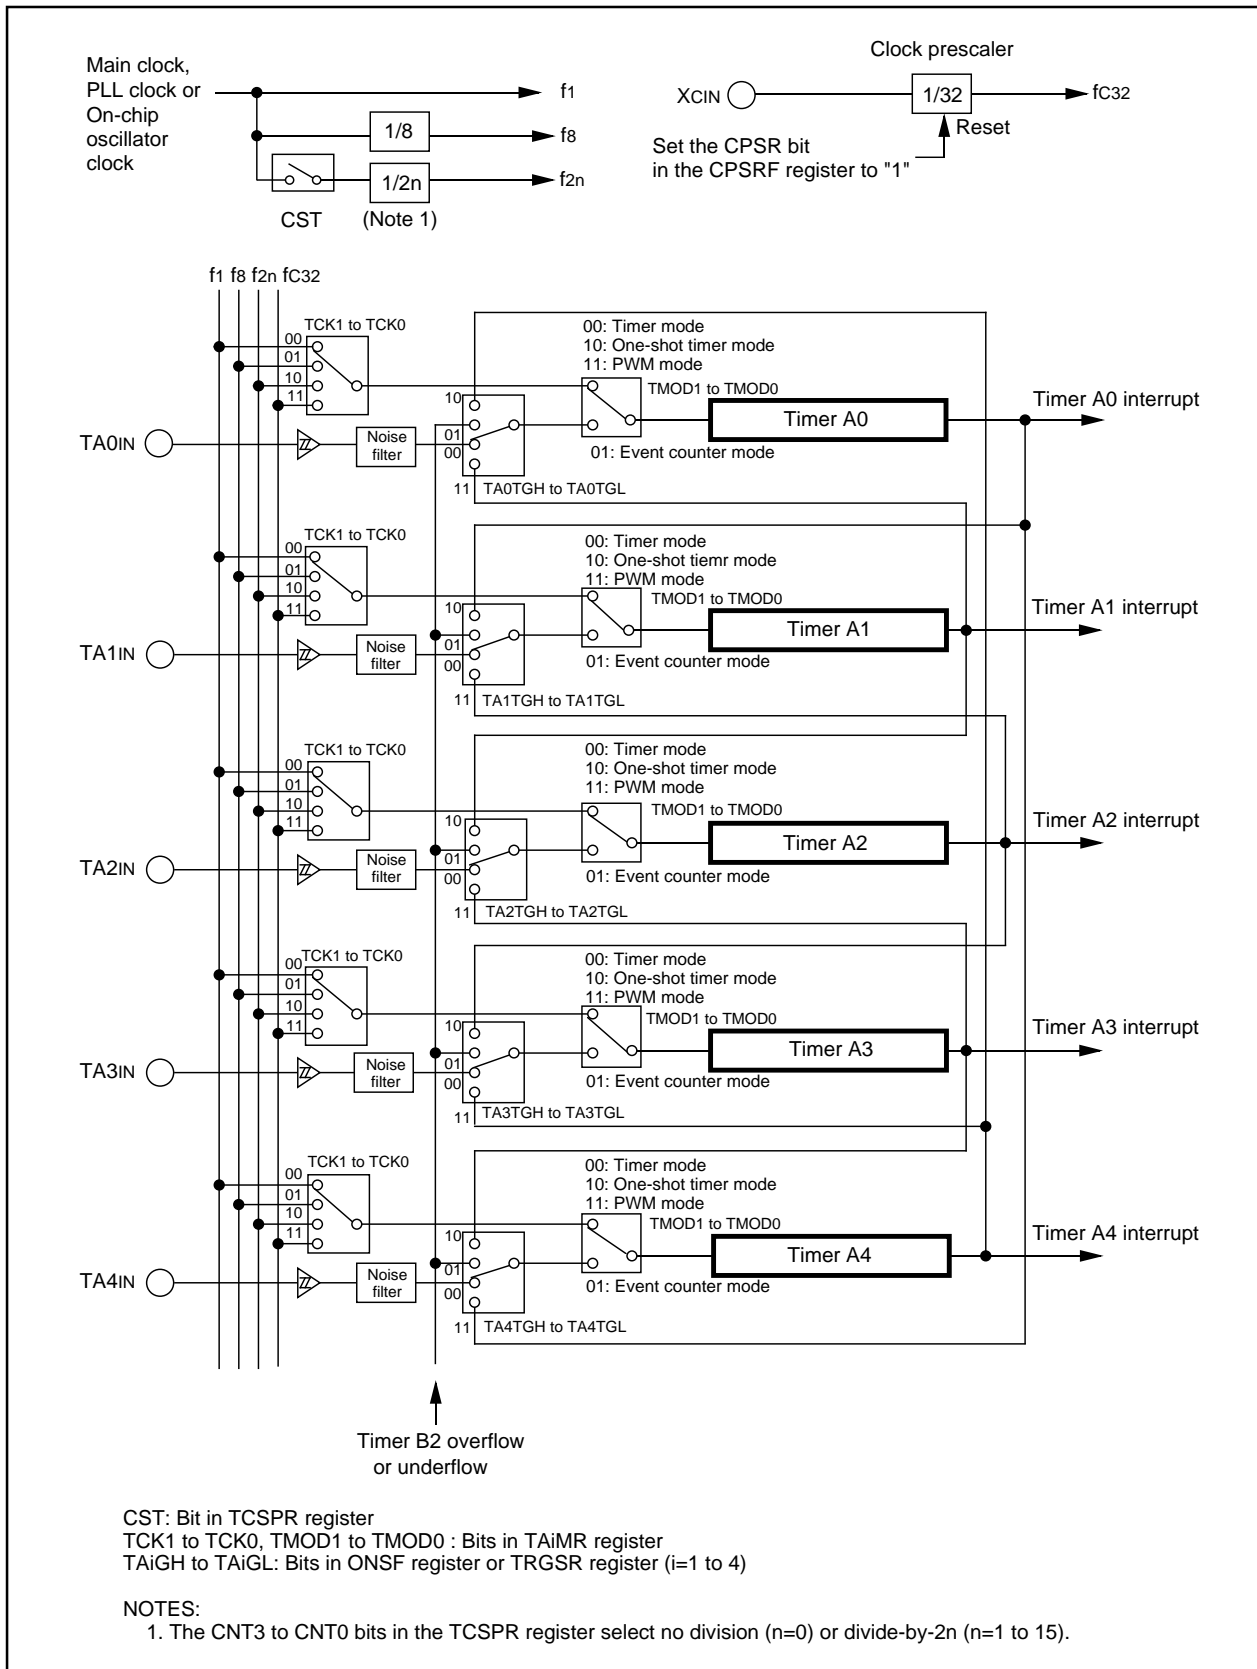 Main clock,
PLL clock or
On-chip
oscillator
clock
f1
1/8
f8
1/2n
f2n
CST
(Note 1)
Clock prescaler
XCIN
1/32
fC32
Reset
Set the CPSR bit
in the CPSRF register to "1"
f1 f8 f2n fC32
TCK1 to TCK0
00
01
10
11
TA0IN
Noise
filter
10
01
00
11
TA0TGH to TA0TGL
00: Timer mode
10: One-shot timer mode
11: PWM mode
TMOD1 to TMOD0
01: Event counter mode
Timer A0
Timer A0 interrupt
TCK1 to TCK0
00
01
10
11
TA1IN
Noise
filter
10
01
00
11
TA1TGH to TA1TGL
00: Timer mode
10: One-shot tiemr mode
11: PWM mode
TMOD1 to TMOD0
01: Event counter mode
Timer A1
Timer A1 interrupt
TCK1 to TCK0
00
01
10
11
TA2IN
Noise
filter
10
01
00
11
TA2TGH to TA2TGL
00: Timer mode
10: One-shot timer mode
11: PWM mode
TMOD1 to TMOD0
01: Event counter mode
Timer A2
Timer A2 interrupt
TCK1 to TCK0
00
01
10
11
TA3IN
Noise
filter
10
01
00
11
TA3TGH to TA3TGL
00: Timer mode
10: One-shot timer mode
11: PWM mode
TMOD1 to TMOD0
01: Event counter mode
Timer A3
Timer A3 interrupt
TCK1 to TCK0
00
01
10
11
TA4IN
Noise
filter
10
01
00
11
TA4TGH to TA4TGL
00: Timer mode
10: One-shot timer mode
11: PWM mode
TMOD1 to TMOD0
01: Event counter mode
Timer A4
Timer A4 interrupt
Timer B2 overflow
or underflow
CST: Bit in TCSPR register
TCK1 to TCK0, TMOD1 to TMOD0 : Bits in TAiMR register
TAiGH to TAiGL: Bits in ONSF register or TRGSR register (i=1 to 4)
NOTES:
1. The CNT3 to CNT0 bits in the TCSPR register select no division (n=0) or divide-by-2n (n=1 to 15).